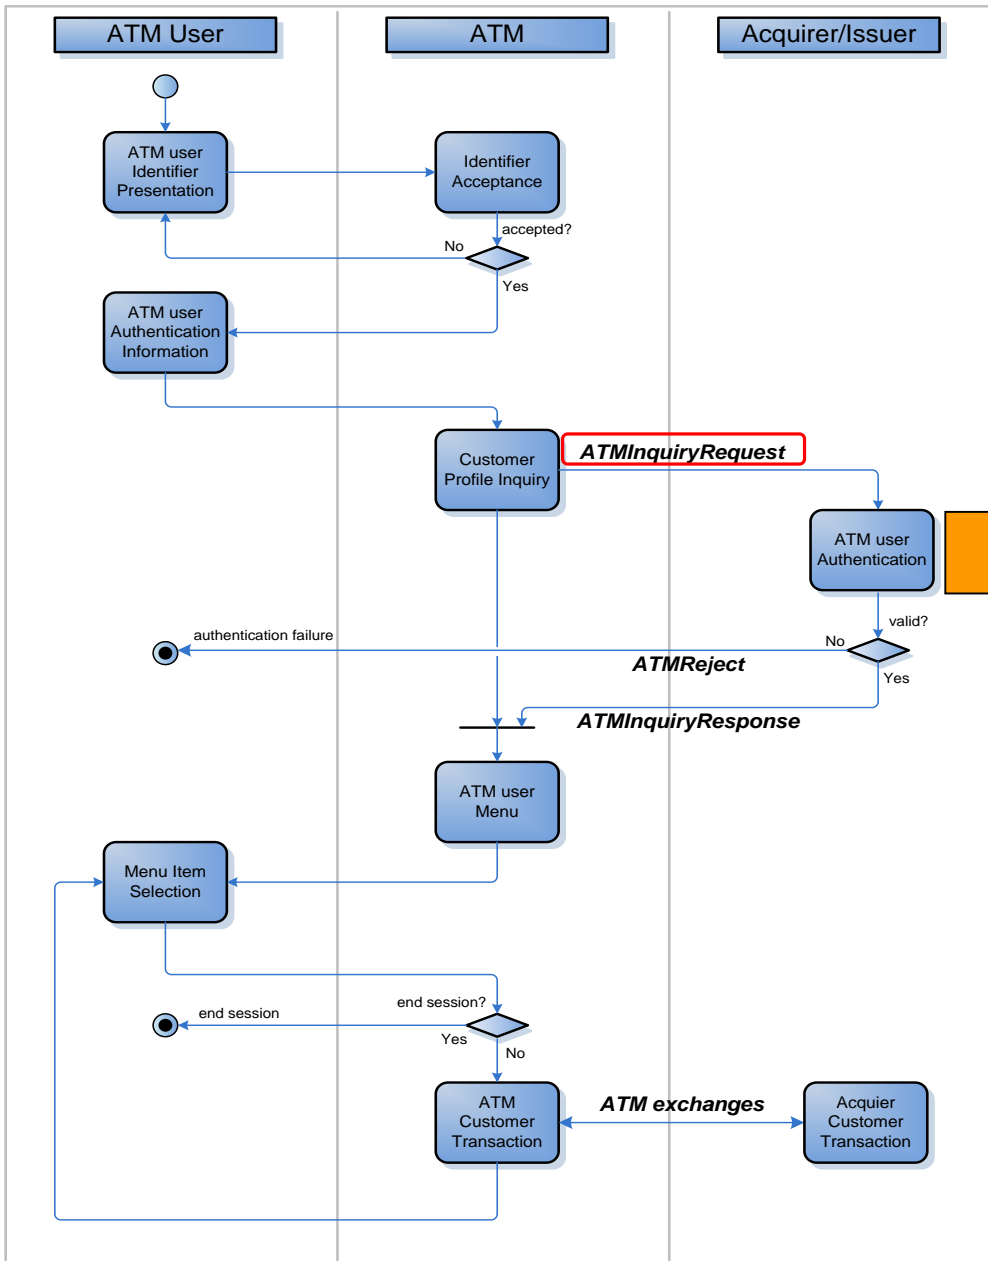 ATM User
ATM
Acquirer/Issuer
ATM user
Identifier
Presentation
Identifier
Acceptance
accepted?
No
Yes
ATM user
Authentication
Information
Customer
Profile Inquiry
ATMInquiryRequest
ATM user
Authentication
valid?
No
Yes
authentication failure
ATMReject
ATMInquiryResponse
ATM user
Menu
Menu Item
Selection
end session?
end session
Yes
No
ATM
Customer
Transaction
ATM exchanges
Acquier
Customer
Transaction